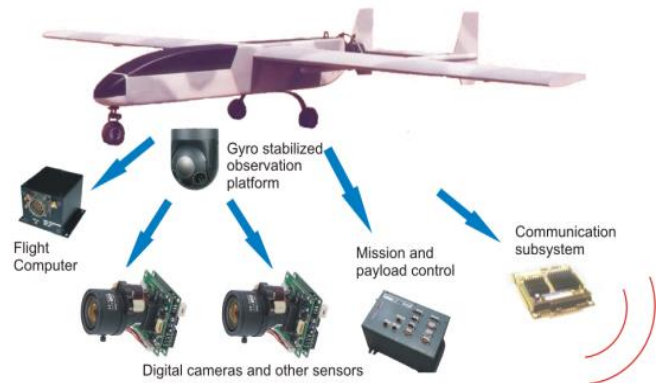 Gyro stabilized
observation
platform
Flight
Computer
Mission and
payload control
Communication
subsystem
Digital cameras and other sensors